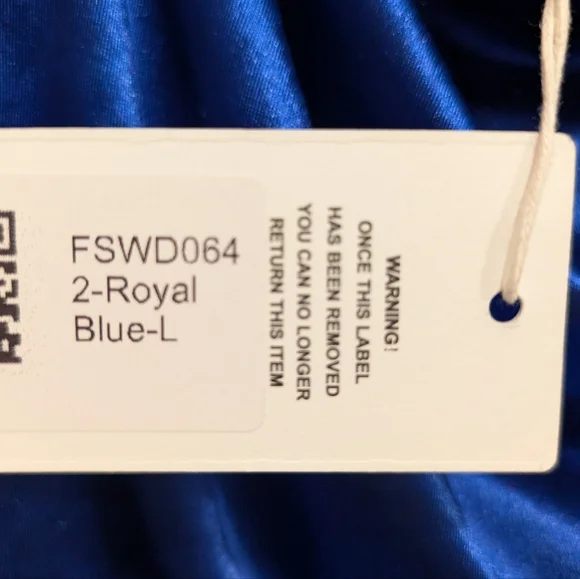 FSWD064
2-Royal
Blue-L
WARNING!
ONCE THIS LABEL
HAS BEEN REMOVED
YOU CAN NO LONGER
RETURN THIS ITEM